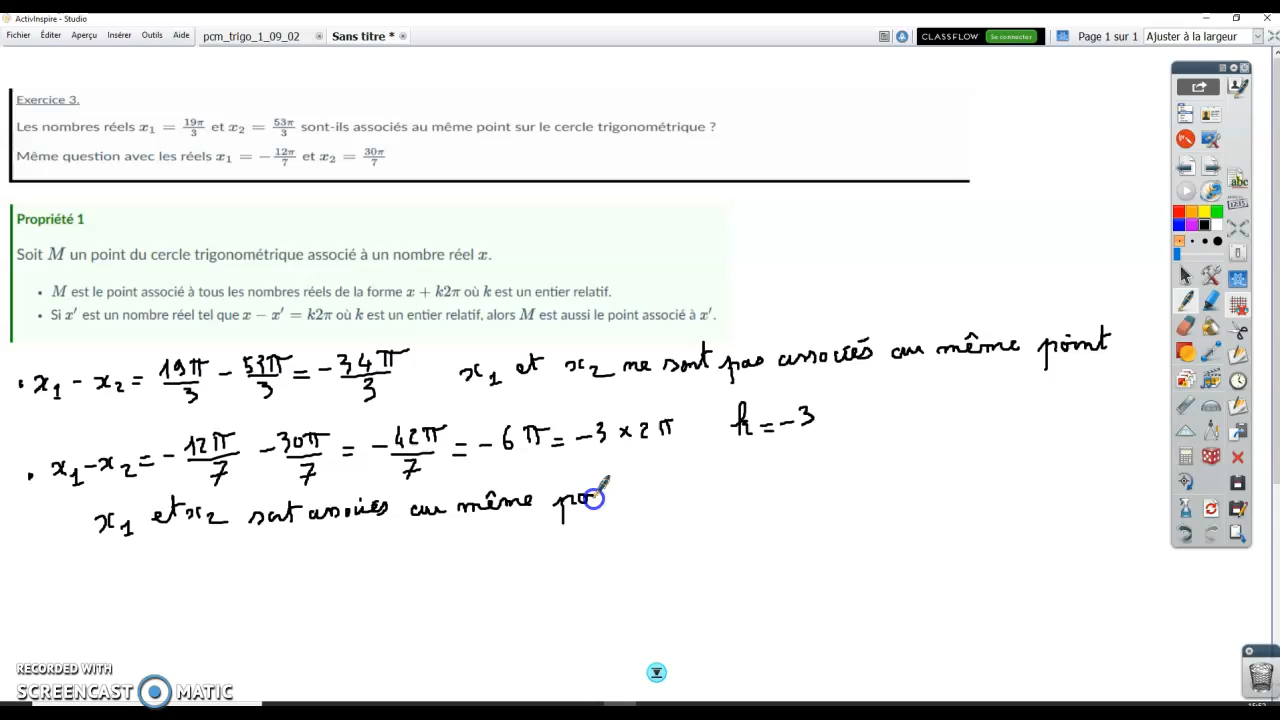 ActivInspire - Studio
Fichier Éditer Aperçu Insérer Outils Aide pcm_trigo_1_09_02 Sans titre * CLASSFLOW Se connecter Page 1 sur 1 Ajuster à la largeur
Exercice 3.
Les nombres réels x₁ = 19π/3 et x₂ = 53π/3 sont-ils associés au même point sur le cercle trigonométrique ?
Même question avec les réels x₁ = −12π/7 et x₂ = 30π/7
Propriété 1
Soit M un point du cercle trigonométrique associé à un nombre réel x.
• M est le point associé à tous les nombres réels de la forme x + k2π où k est un entier relatif.
• Si x′ est un nombre réel tel que x − x′ = k2π où k est un entier relatif, alors M est aussi le point associé à x′.
• x₁ − x₂ = 19π/3 − 53π/3 = −34π/3 x₁ et x₂ ne sont pas associés au même point
• x₁ − x₂ = −12π/7 − 30π/7 = −42π/7 = −6π = −3 × 2π k = −3
x₁ et x₂ sont associés au même po
RECORDED WITH
SCREENCAST MATIC